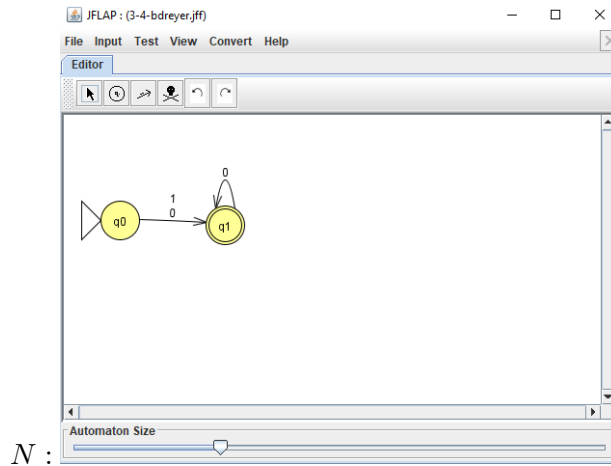 JFLAP : (3-4-bdreyer.jff)
File Input Test View Convert Help
Editor
0
1
0
q0
q1
Automaton Size
N :